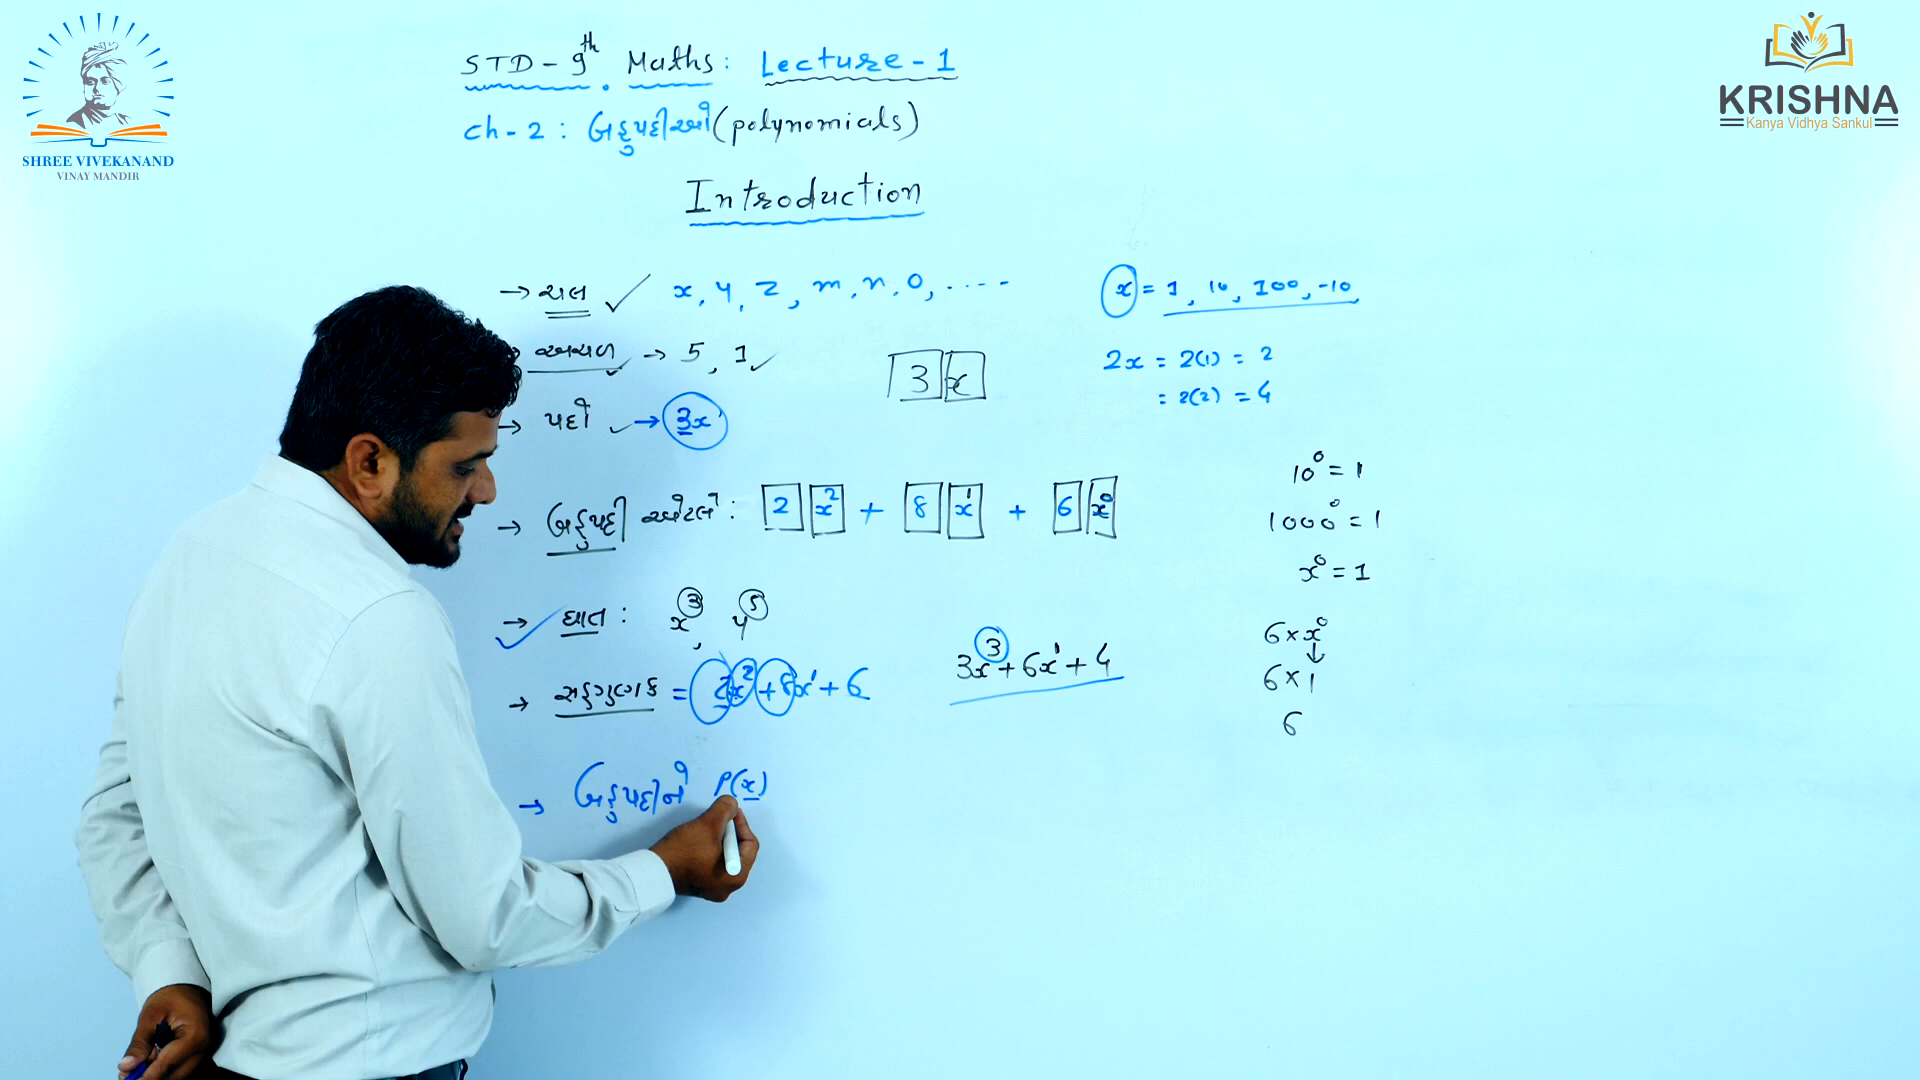 SHREE VIVEKANAND
VINAY MANDIR
KRISHNA
Kanya Vidhya Sankul
STD - 9th Maths : Lecture - 1
Ch - 2 : બહુપદીઓ (polynomials)
Introduction
→ ચલ ✓ x, y, z, m, n, o, ....
→ અચળ → 5, 1 ✓
→ પદો ✓ → 3x¹
3 x
→ બહુપદી એટલે : 2 x² + 8 x¹ + 6 x⁰
→ ઘાત : x³, y⁵
→ સહગુણક = 2x² + 8x¹ + 6
3x³ + 6x¹ + 4
→ બહુપદીને P(x)
x = 1, 10, 100, -10
2x = 2(1) = 2
= 2(2) = 4
10⁰ = 1
1000⁰ = 1
x⁰ = 1
6 × x⁰
↓
6 × 1
6